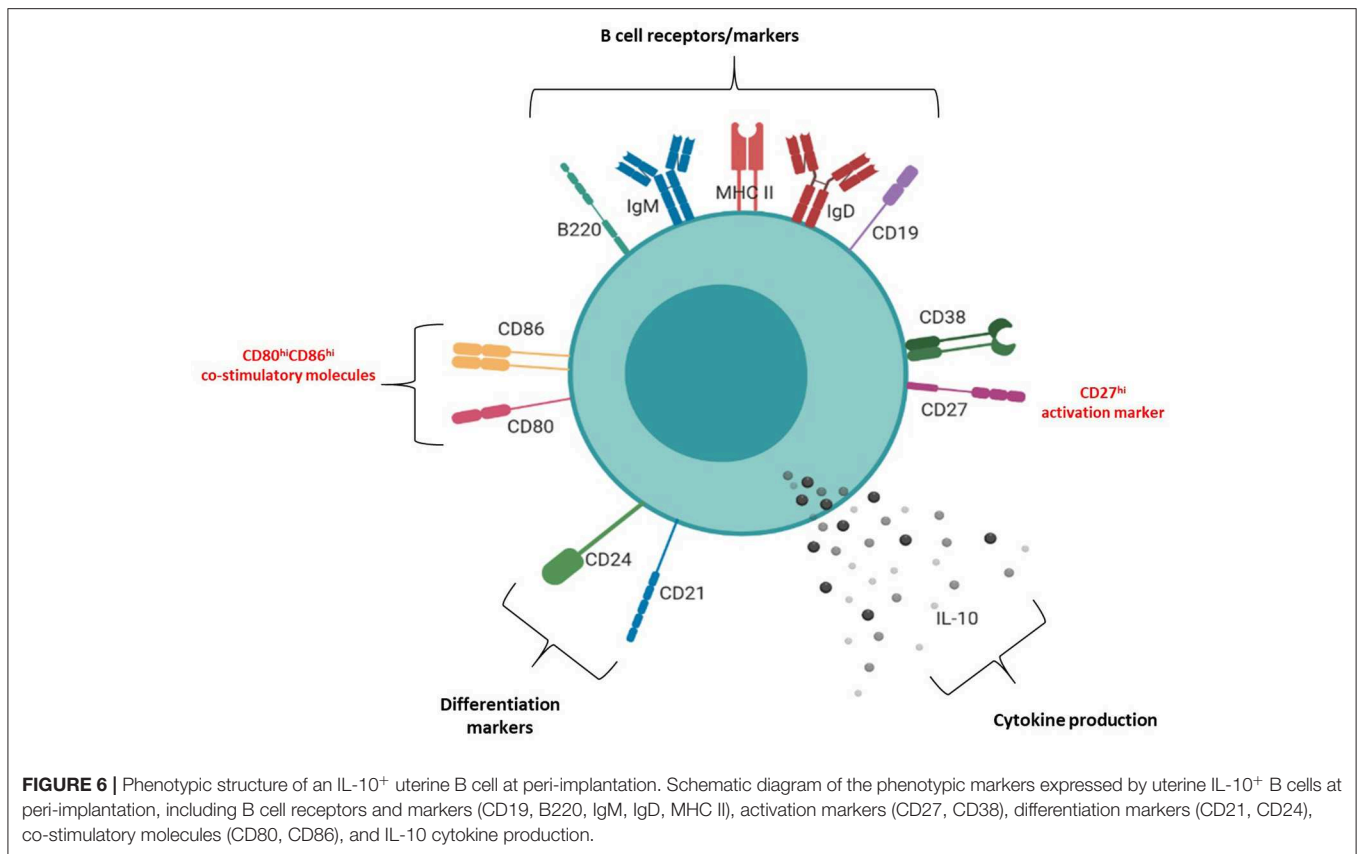 B cell receptors/markers
MHC II
IgM
IgD
B220
CD19
CD38
CD86
CD80ʰⁱCD86ʰⁱ
co-stimulatory molecules
CD27ʰⁱ
activation marker
CD27
CD80
CD24
CD21
IL-10
Differentiation
markers
Cytokine production
FIGURE 6 | Phenotypic structure of an IL-10⁺ uterine B cell at peri-implantation. Schematic diagram of the phenotypic markers expressed by uterine IL-10⁺ B cells at
peri-implantation, including B cell receptors and markers (CD19, B220, IgM, IgD, MHC II), activation markers (CD27, CD38), differentiation markers (CD21, CD24),
co-stimulatory molecules (CD80, CD86), and IL-10 cytokine production.